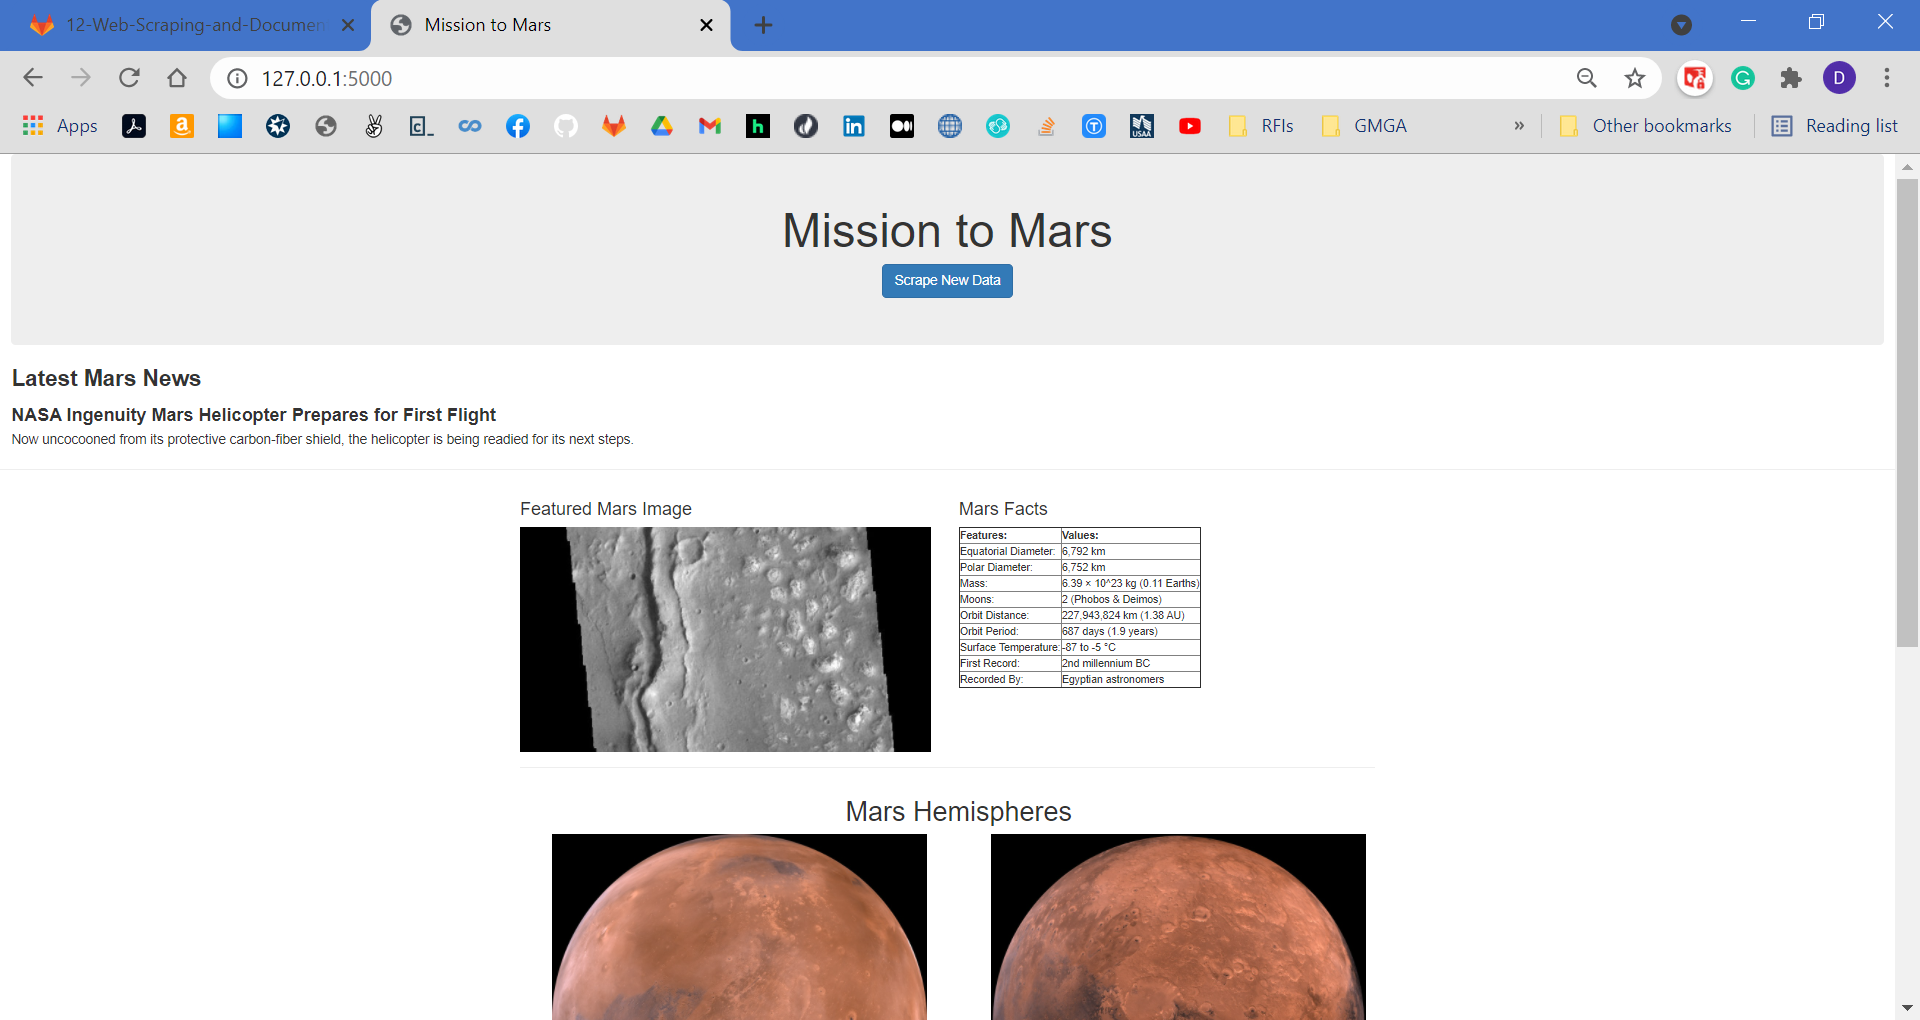 12-Web-Scraping-and-Documen
Mission to Mars
127.0.0.1:5000
D
Apps
RFIs
GMGA
»
Other bookmarks
Reading list
Mission to Mars
Scrape New Data
Latest Mars News
NASA Ingenuity Mars Helicopter Prepares for First Flight
Now uncocooned from its protective carbon-fiber shield, the helicopter is being readied for its next steps.
Featured Mars Image
Mars Facts
Features: Values:
Equatorial Diameter: 6,792 km
Polar Diameter: 6,752 km
Mass: 6.39 × 10^23 kg (0.11 Earths)
Moons: 2 (Phobos & Deimos)
Orbit Distance: 227,943,824 km (1.38 AU)
Orbit Period: 687 days (1.9 years)
Surface Temperature: -87 to -5 °C
First Record: 2nd millennium BC
Recorded By: Egyptian astronomers
Mars Hemispheres